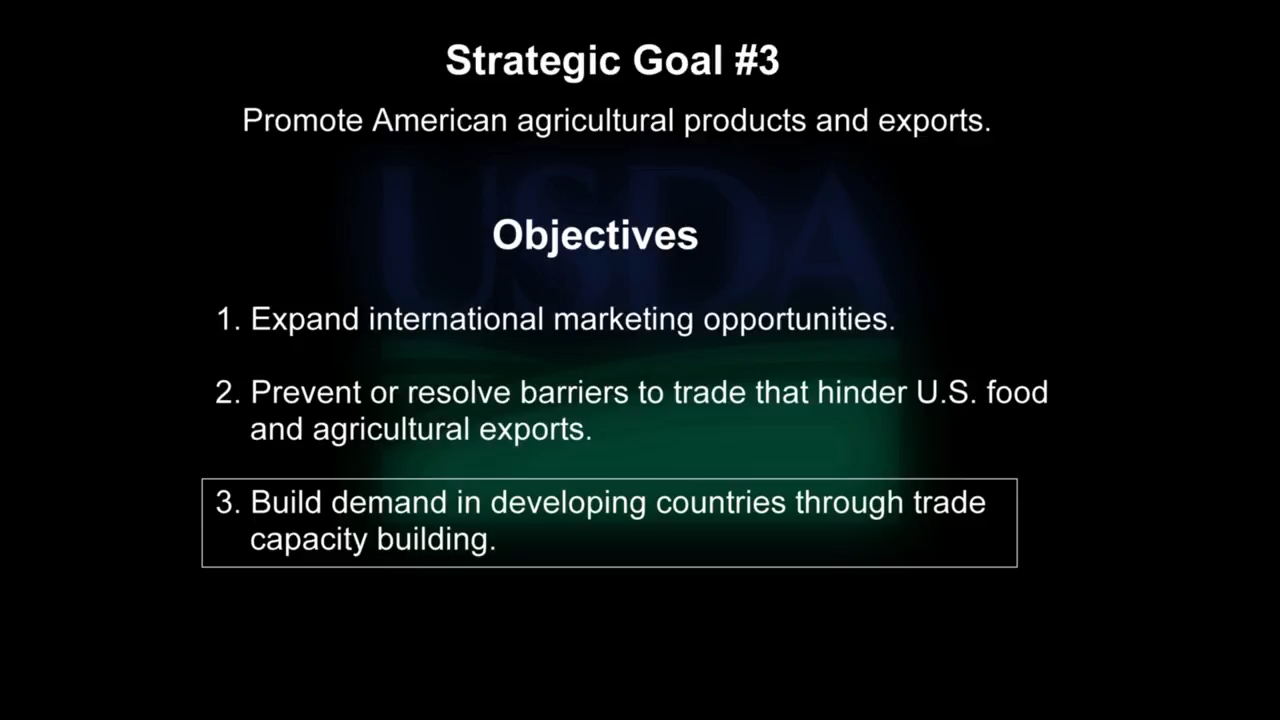 Strategic Goal #3
Promote American agricultural products and exports.
USDA
Objectives
1. Expand international marketing opportunities.
2. Prevent or resolve barriers to trade that hinder U.S. food
and agricultural exports.
3. Build demand in developing countries through trade
capacity building.